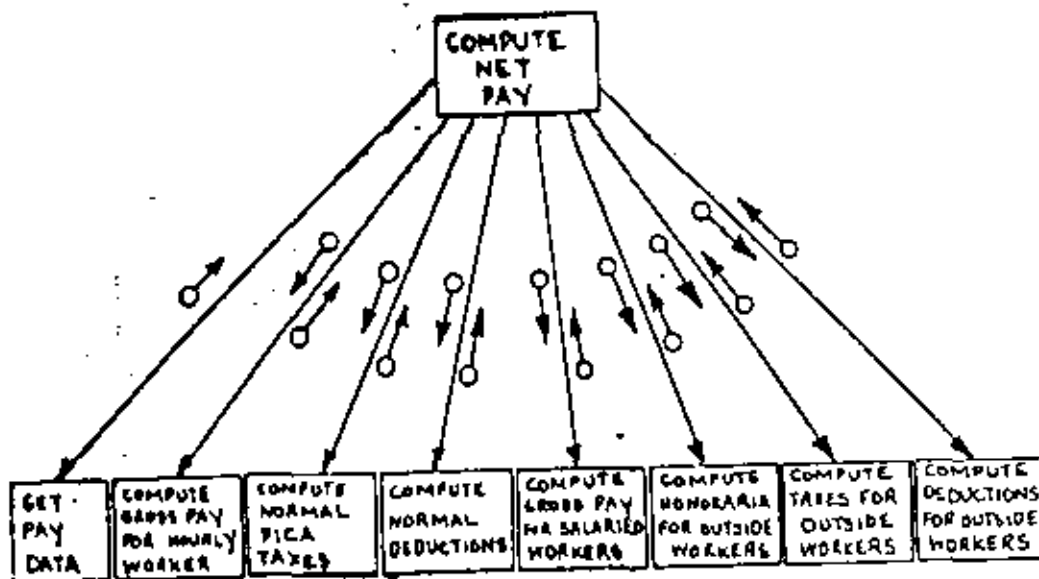 COMPUTE
NET
PAY
GET
PAY
DATA
COMPUTE
GROSS PAY
FOR HOURLY
WORKER
COMPUTE
NORMAL
FICA
TAXES
COMPUTE
NORMAL
DEDUCTIONS
COMPUTE
GROSS PAY
FOR SALARIED
WORKERS
COMPUTE
HONORARIA
FOR OUTSIDE
WORKERS
COMPUTE
TAXES FOR
OUTSIDE
WORKERS
COMPUTE
DEDUCTIONS
FOR OUTSIDE
WORKERS